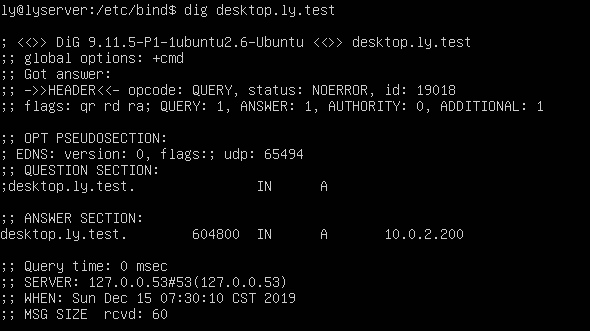 ly@lyserver:/etc/bind$ dig desktop.ly.test
; <<>> DiG 9.11.5-P1-1ubuntu2.6-Ubuntu <<>> desktop.ly.test
;; global options: +cmd
;; Got answer:
;; ->>HEADER<<- opcode: QUERY, status: NOERROR, id: 19018
;; flags: qr rd ra; QUERY: 1, ANSWER: 1, AUTHORITY: 0, ADDITIONAL: 1
;; OPT PSEUDOSECTION:
; EDNS: version: 0, flags:; udp: 65494
;; QUESTION SECTION:
;desktop.ly.test. IN A
;; ANSWER SECTION:
desktop.ly.test. 604800 IN A 10.0.2.200
;; Query time: 0 msec
;; SERVER: 127.0.0.53#53(127.0.0.53)
;; WHEN: Sun Dec 15 07:30:10 CST 2019
;; MSG SIZE rcvd: 60